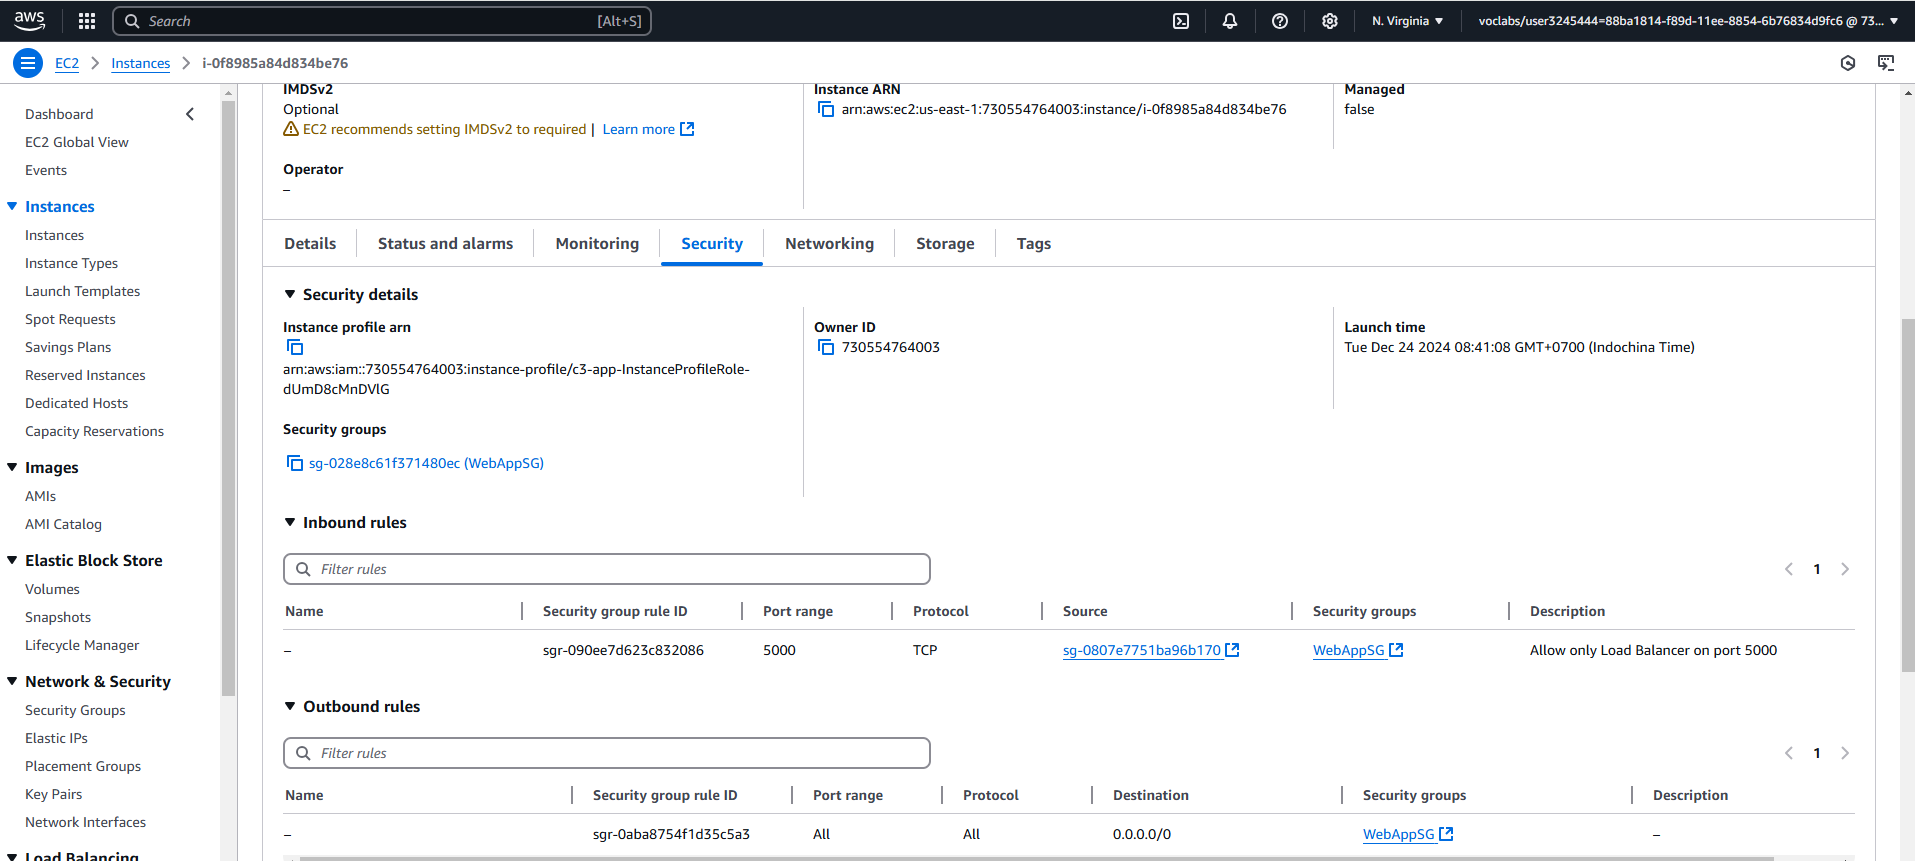 aws
Search [Alt+S]
N. Virginia
voclabs/user3245444=88ba1814-f89d-11ee-8854-6b76834d9fc6 @ 73...
EC2 Instances i-0f8985a84d834be76
Dashboard
EC2 Global View
Events
Instances
Instances
Instance Types
Launch Templates
Spot Requests
Savings Plans
Reserved Instances
Dedicated Hosts
Capacity Reservations
Images
AMIs
AMI Catalog
Elastic Block Store
Volumes
Snapshots
Lifecycle Manager
Network & Security
Security Groups
Elastic IPs
Placement Groups
Key Pairs
Network Interfaces
Load Balancing
IMDSv2
Optional
EC2 recommends setting IMDSv2 to required | Learn more
Operator
–
Instance ARN
arn:aws:ec2:us-east-1:730554764003:instance/i-0f8985a84d834be76
Managed
false
Details Status and alarms Monitoring Security Networking Storage Tags
Security details
Instance profile arn
arn:aws:iam::730554764003:instance-profile/c3-app-InstanceProfileRole-
dUmD8cMnDVlG
Security groups
sg-028e8c61f371480ec (WebAppSG)
Owner ID
730554764003
Launch time
Tue Dec 24 2024 08:41:08 GMT+0700 (Indochina Time)
Inbound rules
Filter rules
1
Name Security group rule ID Port range Protocol Source Security groups Description
– sgr-090ee7d623c832086 5000 TCP sg-0807e7751ba96b170 WebAppSG Allow only Load Balancer on port 5000
Outbound rules
Filter rules
1
Name Security group rule ID Port range Protocol Destination Security groups Description
– sgr-0aba8754f1d35c5a3 All All 0.0.0.0/0 WebAppSG –